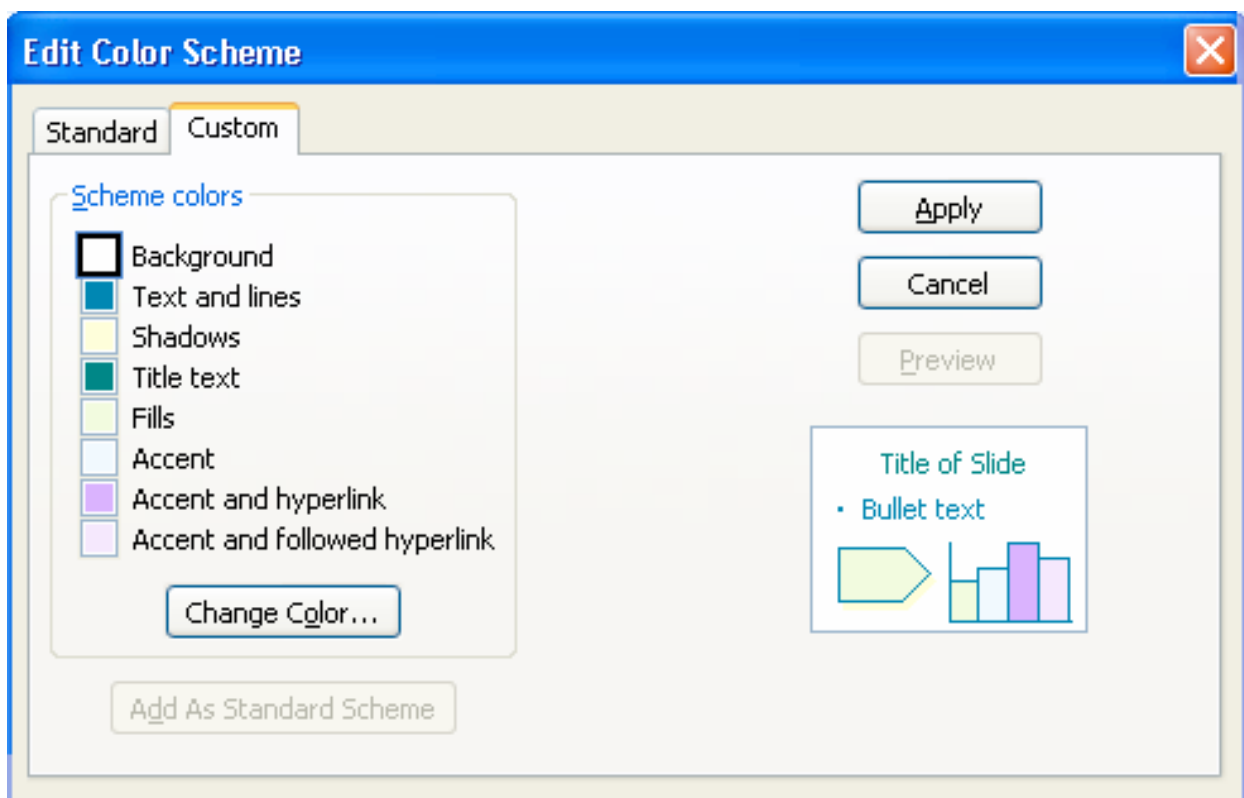 Edit Color Scheme
Standard
Custom
Scheme colors
Background
Text and lines
Shadows
Title text
Fills
Accent
Accent and hyperlink
Accent and followed hyperlink
Change Color...
Add As Standard Scheme
Apply
Cancel
Preview
Title of Slide
• Bullet text